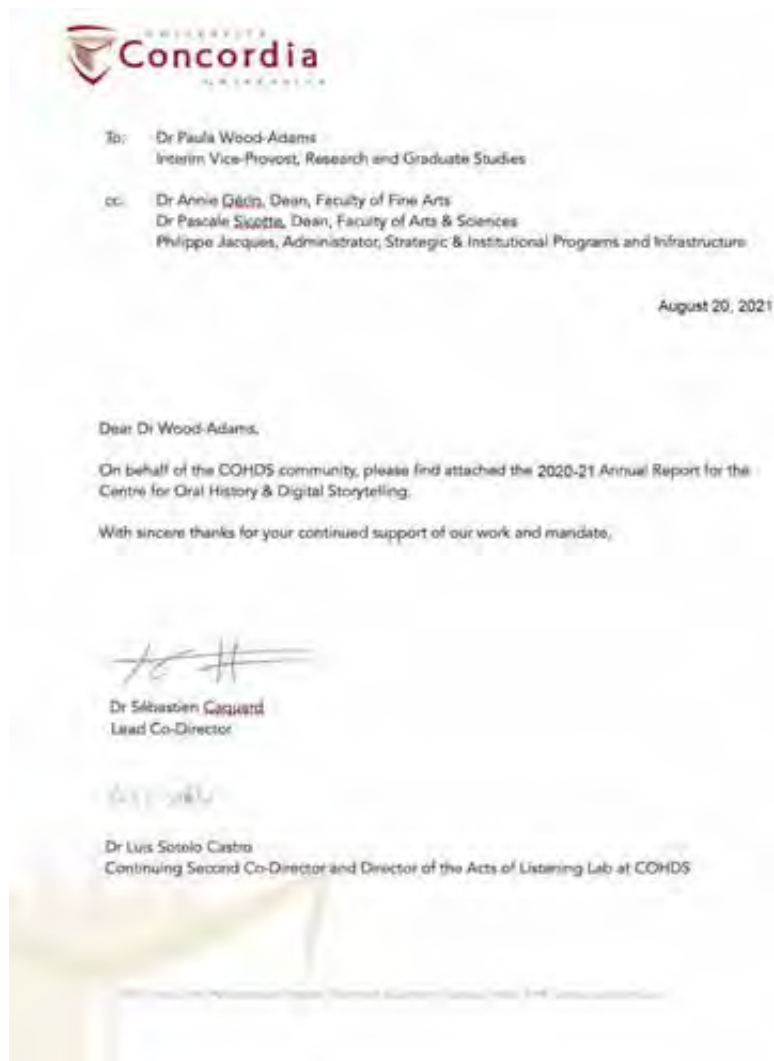 UNIVERSITÉ
Concordia
UNIVERSITY
To: Dr Paula Wood-Adams
Interim Vice-Provost, Research and Graduate Studies
cc. Dr Annie Gérin, Dean, Faculty of Fine Arts
Dr Pascale Sicotte, Dean, Faculty of Arts & Sciences
Philippe Jacques, Administrator, Strategic & Institutional Programs and Infrastructure
August 20, 2021
Dear Dr Wood-Adams,
On behalf of the COHDS community, please find attached the 2020-21 Annual Report for the
Centre for Oral History & Digital Storytelling.
With sincere thanks for your continued support of our work and mandate,
Dr Sébastien Caquard
Lead Co-Director
Dr Luis Sotelo Castro
Continuing Second Co-Director and Director of the Acts of Listening Lab at COHDS